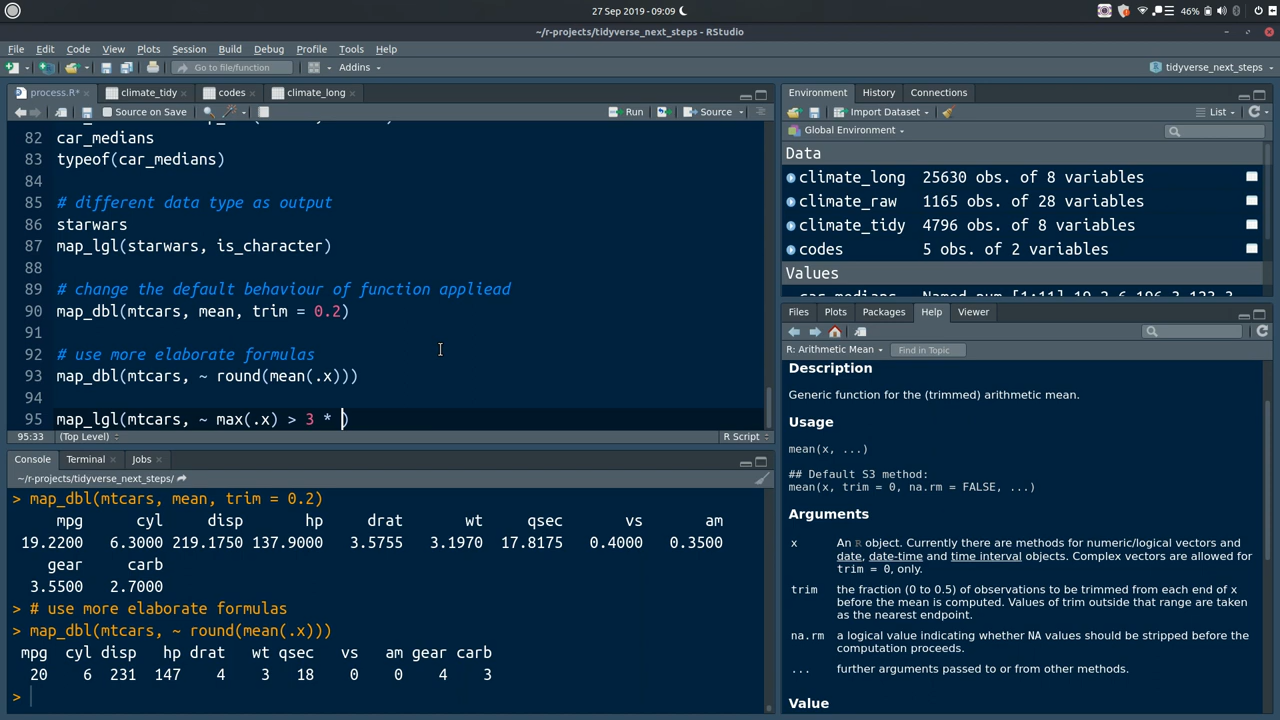 27 Sep 2019 - 09:09
46%
~/r-projects/tidyverse_next_steps - RStudio
File Edit Code View Plots Session Build Debug Profile Tools Help
Go to file/function
Addins
tidyverse_next_steps
process.R* climate_tidy codes climate_long
Source on Save
Run
Source
82 car_medians
83 typeof(car_medians)
84
85 # different data type as output
86 starwars
87 map_lgl(starwars, is_character)
88
89 # change the default behaviour of function appliead
90 map_dbl(mtcars, mean, trim = 0.2)
91
92 # use more elaborate formulas
93 map_dbl(mtcars, ~ round(mean(.x)))
94
95 map_lgl(mtcars, ~ max(.x) > 3 * )
95:33 (Top Level) R Script
Console Terminal Jobs
~/r-projects/tidyverse_next_steps/
> map_dbl(mtcars, mean, trim = 0.2)
mpg cyl disp hp drat wt qsec vs am
19.2200 6.3000 219.1750 137.9000 3.5755 3.1970 17.8175 0.4000 0.3500
gear carb
3.5500 2.7000
> # use more elaborate formulas
> map_dbl(mtcars, ~ round(mean(.x)))
mpg cyl disp hp drat wt qsec vs am gear carb
20 6 231 147 4 3 18 0 0 4 3
>
Environment History Connections
Import Dataset
List
Global Environment
Data
climate_long 25630 obs. of 8 variables
climate_raw 1165 obs. of 28 variables
climate_tidy 4796 obs. of 8 variables
codes 5 obs. of 2 variables
Values
Files Plots Packages Help Viewer
R: Arithmetic Mean
Find in Topic
Description
Generic function for the (trimmed) arithmetic mean.
Usage
mean(x, ...)
## Default S3 method:
mean(x, trim = 0, na.rm = FALSE, ...)
Arguments
x An R object. Currently there are methods for numeric/logical vectors and
date, date-time and time interval objects. Complex vectors are allowed for
trim = 0, only.
trim the fraction (0 to 0.5) of observations to be trimmed from each end of x
before the mean is computed. Values of trim outside that range are taken
as the nearest endpoint.
na.rm a logical value indicating whether NA values should be stripped before the
computation proceeds.
... further arguments passed to or from other methods.
Value